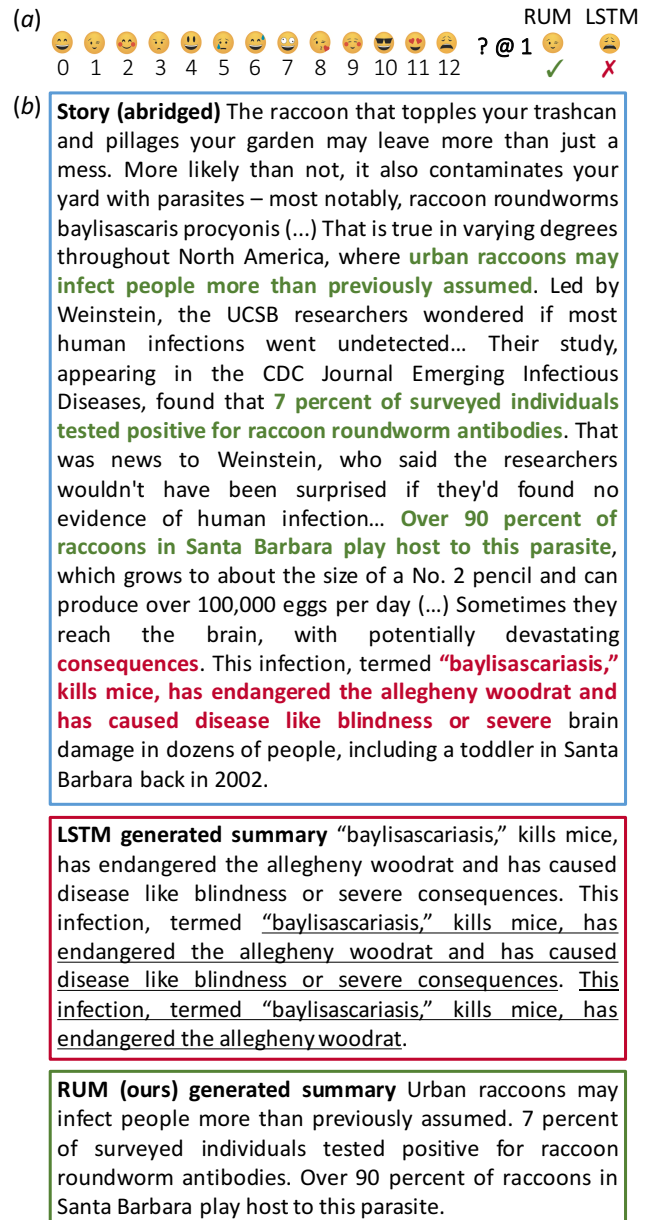 RUM LSTM
(a) 😄 😉 😊 😠 😃 😢 😅 🤪 😘 ☺️ 😎 😍 😩 ? @ 1 😉 😩
0 1 2 3 4 5 6 7 8 9 10 11 12 ✓ ✗
(b) Story (abridged) The raccoon that topples your trashcan
and pillages your garden may leave more than just a
mess. More likely than not, it also contaminates your
yard with parasites – most notably, raccoon roundworms
baylisascaris procyonis (...) That is true in varying degrees
throughout North America, where urban raccoons may
infect people more than previously assumed. Led by
Weinstein, the UCSB researchers wondered if most
human infections went undetected… Their study,
appearing in the CDC Journal Emerging Infectious
Diseases, found that 7 percent of surveyed individuals
tested positive for raccoon roundworm antibodies. That
was news to Weinstein, who said the researchers
wouldn't have been surprised if they'd found no
evidence of human infection… Over 90 percent of
raccoons in Santa Barbara play host to this parasite,
which grows to about the size of a No. 2 pencil and can
produce over 100,000 eggs per day (…) Sometimes they
reach the brain, with potentially devastating
consequences. This infection, termed “baylisascariasis,”
kills mice, has endangered the allegheny woodrat and
has caused disease like blindness or severe brain
damage in dozens of people, including a toddler in Santa
Barbara back in 2002.
LSTM generated summary “baylisascariasis,” kills mice,
has endangered the allegheny woodrat and has caused
disease like blindness or severe consequences. This
infection, termed “baylisascariasis,” kills mice, has
endangered the allegheny woodrat and has caused
disease like blindness or severe consequences. This
infection, termed “baylisascariasis,” kills mice, has
endangered the allegheny woodrat.
RUM (ours) generated summary Urban raccoons may
infect people more than previously assumed. 7 percent
of surveyed individuals tested positive for raccoon
roundworm antibodies. Over 90 percent of raccoons in
Santa Barbara play host to this parasite.